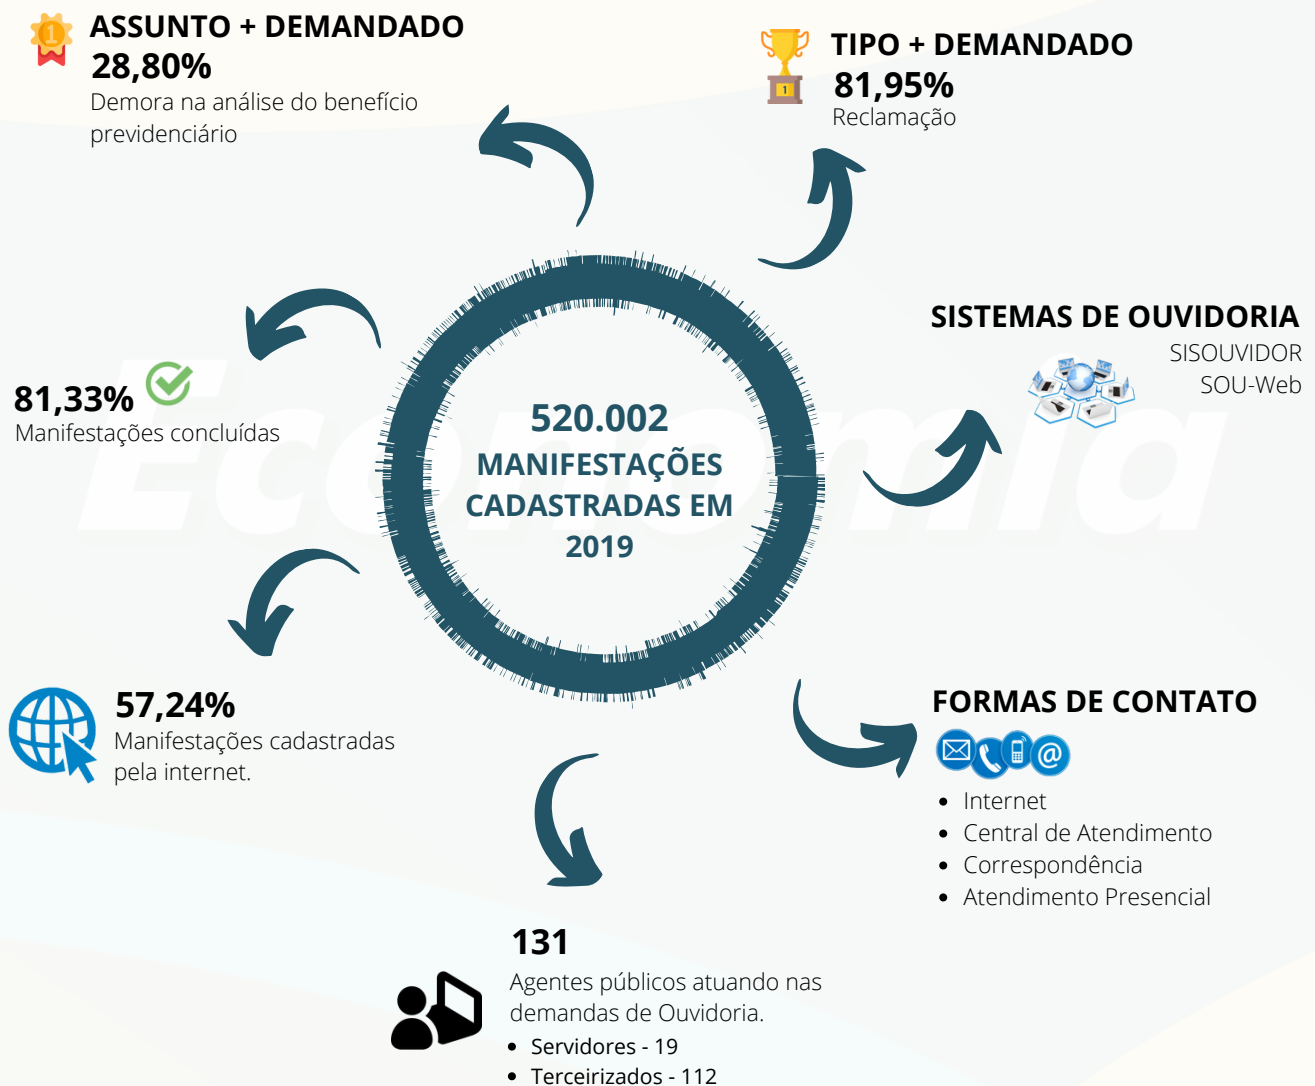 ASSUNTO + DEMANDADO
28,80%
Demora na análise do benefício
previdenciário
1
TIPO + DEMANDADO
81,95%
Reclamação
1
SISTEMAS DE OUVIDORIA
SISOUVIDOR
SOU-Web
81,33%
Manifestações concluídas
Economia
520.002
MANIFESTAÇÕES
CADASTRADAS EM
2019
57,24%
Manifestações cadastradas
pela internet.
FORMAS DE CONTATO
@
• Internet
• Central de Atendimento
• Correspondência
• Atendimento Presencial
131
Agentes públicos atuando nas
demandas de Ouvidoria.
• Servidores - 19
• Terceirizados - 112